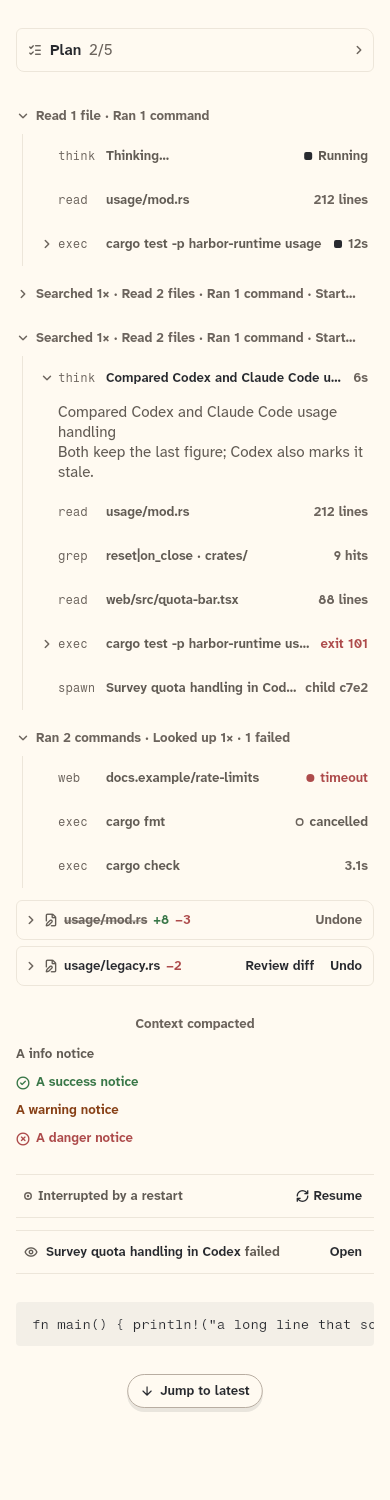 Plan 2/5
Read 1 file · Ran 1 command
think Thinking… Running
read usage/mod.rs 212 lines
exec cargo test -p harbor-runtime usage 12s
Searched 1× · Read 2 files · Ran 1 command · Start…
Searched 1× · Read 2 files · Ran 1 command · Start…
think Compared Codex and Claude Code u… 6s
Compared Codex and Claude Code usage
handling
Both keep the last figure; Codex also marks it
stale.
read usage/mod.rs 212 lines
grep reset|on_close · crates/ 9 hits
read web/src/quota-bar.tsx 88 lines
exec cargo test -p harbor-runtime us… exit 101
spawn Survey quota handling in Cod… child c7e2
Ran 2 commands · Looked up 1× · 1 failed
web docs.example/rate-limits timeout
exec cargo fmt cancelled
exec cargo check 3.1s
usage/mod.rs +8 −3 Undone
usage/legacy.rs −2 Review diff Undo
Context compacted
A info notice
A success notice
A warning notice
A danger notice
Interrupted by a restart Resume
Survey quota handling in Codex failed Open
fn main() { println!("a long line that sc
Jump to latest